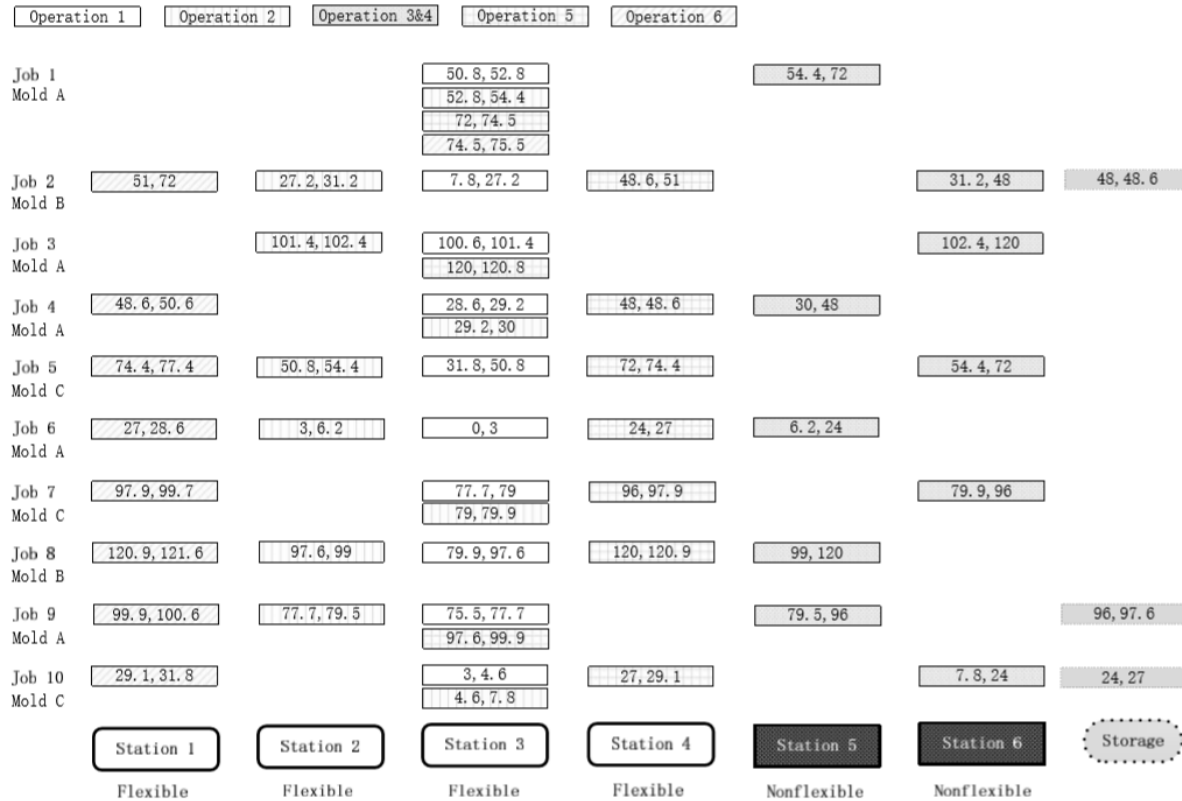 Operation 1 Operation 2 Operation 3&4 Operation 5 Operation 6
Job 1 50.8,52.8 54.4,72
Mold A 52.8,54.4
72,74.5
74.5,75.5
Job 2 51,72 27.2,31.2 7.8,27.2 48.6,51 31.2,48 48,48.6
Mold B
Job 3 101.4,102.4 100.6,101.4 102.4,120
Mold A 120,120.8
Job 4 48.6,50.6 28.6,29.2 48,48.6 30,48
Mold A 29.2,30
Job 5 74.4,77.4 50.8,54.4 31.8,50.8 72,74.4 54.4,72
Mold C
Job 6 27,28.6 3,6.2 0,3 24,27 6.2,24
Mold A
Job 7 97.9,99.7 77.7,79 96,97.9 79.9,96
Mold C 79,79.9
Job 8 120.9,121.6 97.6,99 79.9,97.6 120,120.9 99,120
Mold B
Job 9 99.9,100.6 77.7,79.5 75.5,77.7 79.5,96 96,97.6
Mold A 97.6,99.9
Job 10 29.1,31.8 3,4.6 27,29.1 7.8,24 24,27
Mold C 4.6,7.8
Station 1 Station 2 Station 3 Station 4 Station 5 Station 6 Storage
Flexible Flexible Flexible Flexible Nonflexible Nonflexible